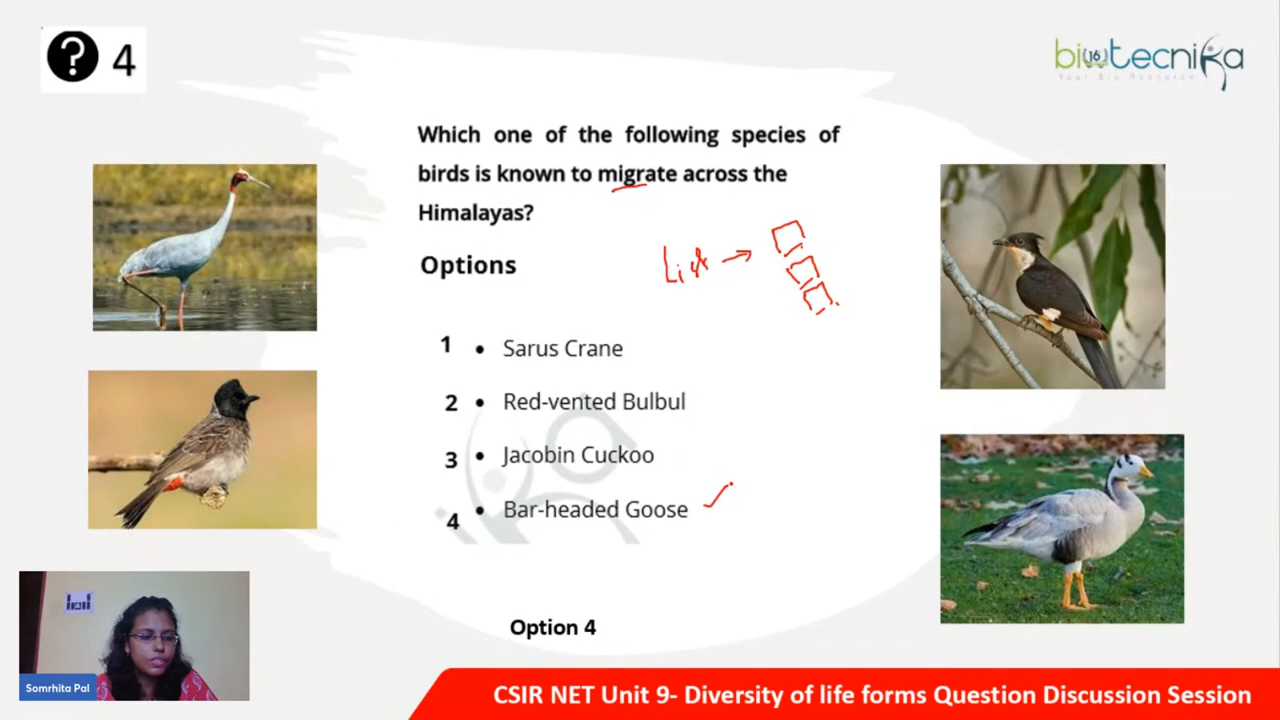 ? 4
biotecnika
16
Your Bio Resource
Which one of the following species of
birds is known to migrate across the
Himalayas?
List →
Options
1 • Sarus Crane
2 • Red-vented Bulbul
3 • Jacobin Cuckoo
4 • Bar-headed Goose ✓
Option 4
Somrhita Pal
CSIR NET Unit 9- Diversity of life forms Question Discussion Session